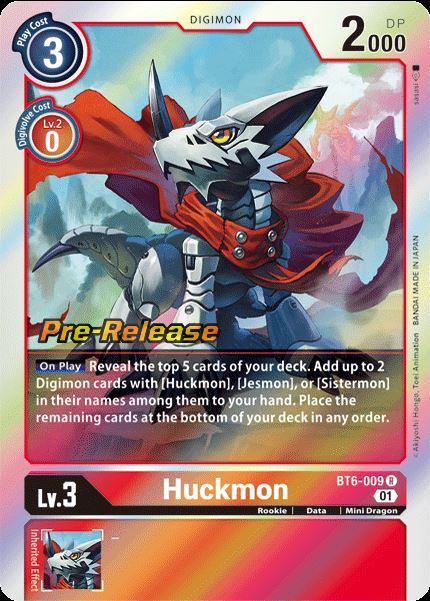 DIGIMON
Play Cost
3
DP
2000
Digivolve Cost
Lv.2
0
sasasi
Pre-Release
On Play Reveal the top 5 cards of your deck. Add up to 2
Digimon cards with [Huckmon], [Jesmon], or [Sistermon]
in their names among them to your hand. Place the
remaining cards at the bottom of your deck in any order.
© Akiyoshi Hongo, Toei Animation BANDAI MADE IN JAPAN
Lv.3
Huckmon
BT6-009 R
01
Rookie | Data | Mini Dragon
Inherited Effect
–